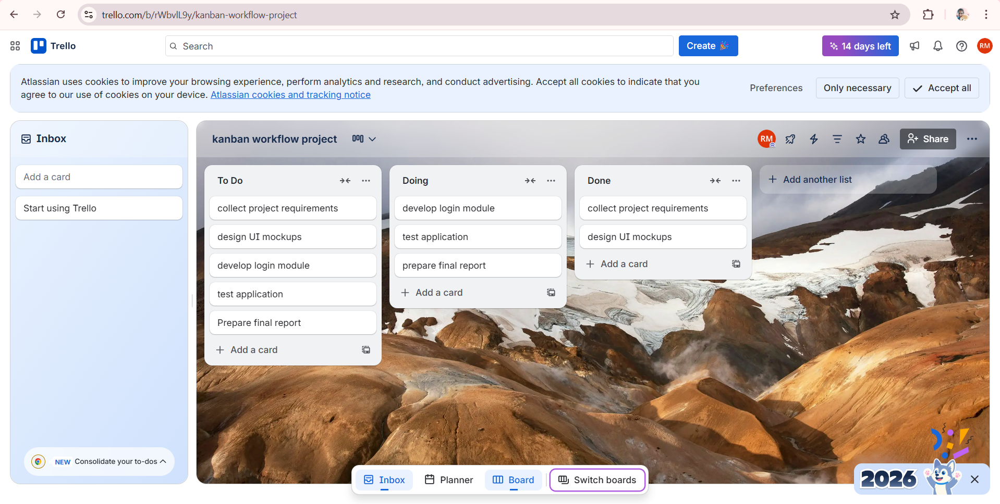 trello.com/b/rWbvlL9y/kanban-workflow-project
Trello
Search
Create
14 days left
RM
Atlassian uses cookies to improve your browsing experience, perform analytics and research, and conduct advertising. Accept all cookies to indicate that you
agree to our use of cookies on your device. Atlassian cookies and tracking notice
Preferences
Only necessary
Accept all
Inbox
Add a card
Start using Trello
NEW Consolidate your to-dos
kanban workflow project
RM
Share
To Do
collect project requirements
design UI mockups
develop login module
test application
Prepare final report
Add a card
Doing
develop login module
test application
prepare final report
Add a card
Done
collect project requirements
design UI mockups
Add a card
Add another list
Inbox
Planner
Board
Switch boards
2026